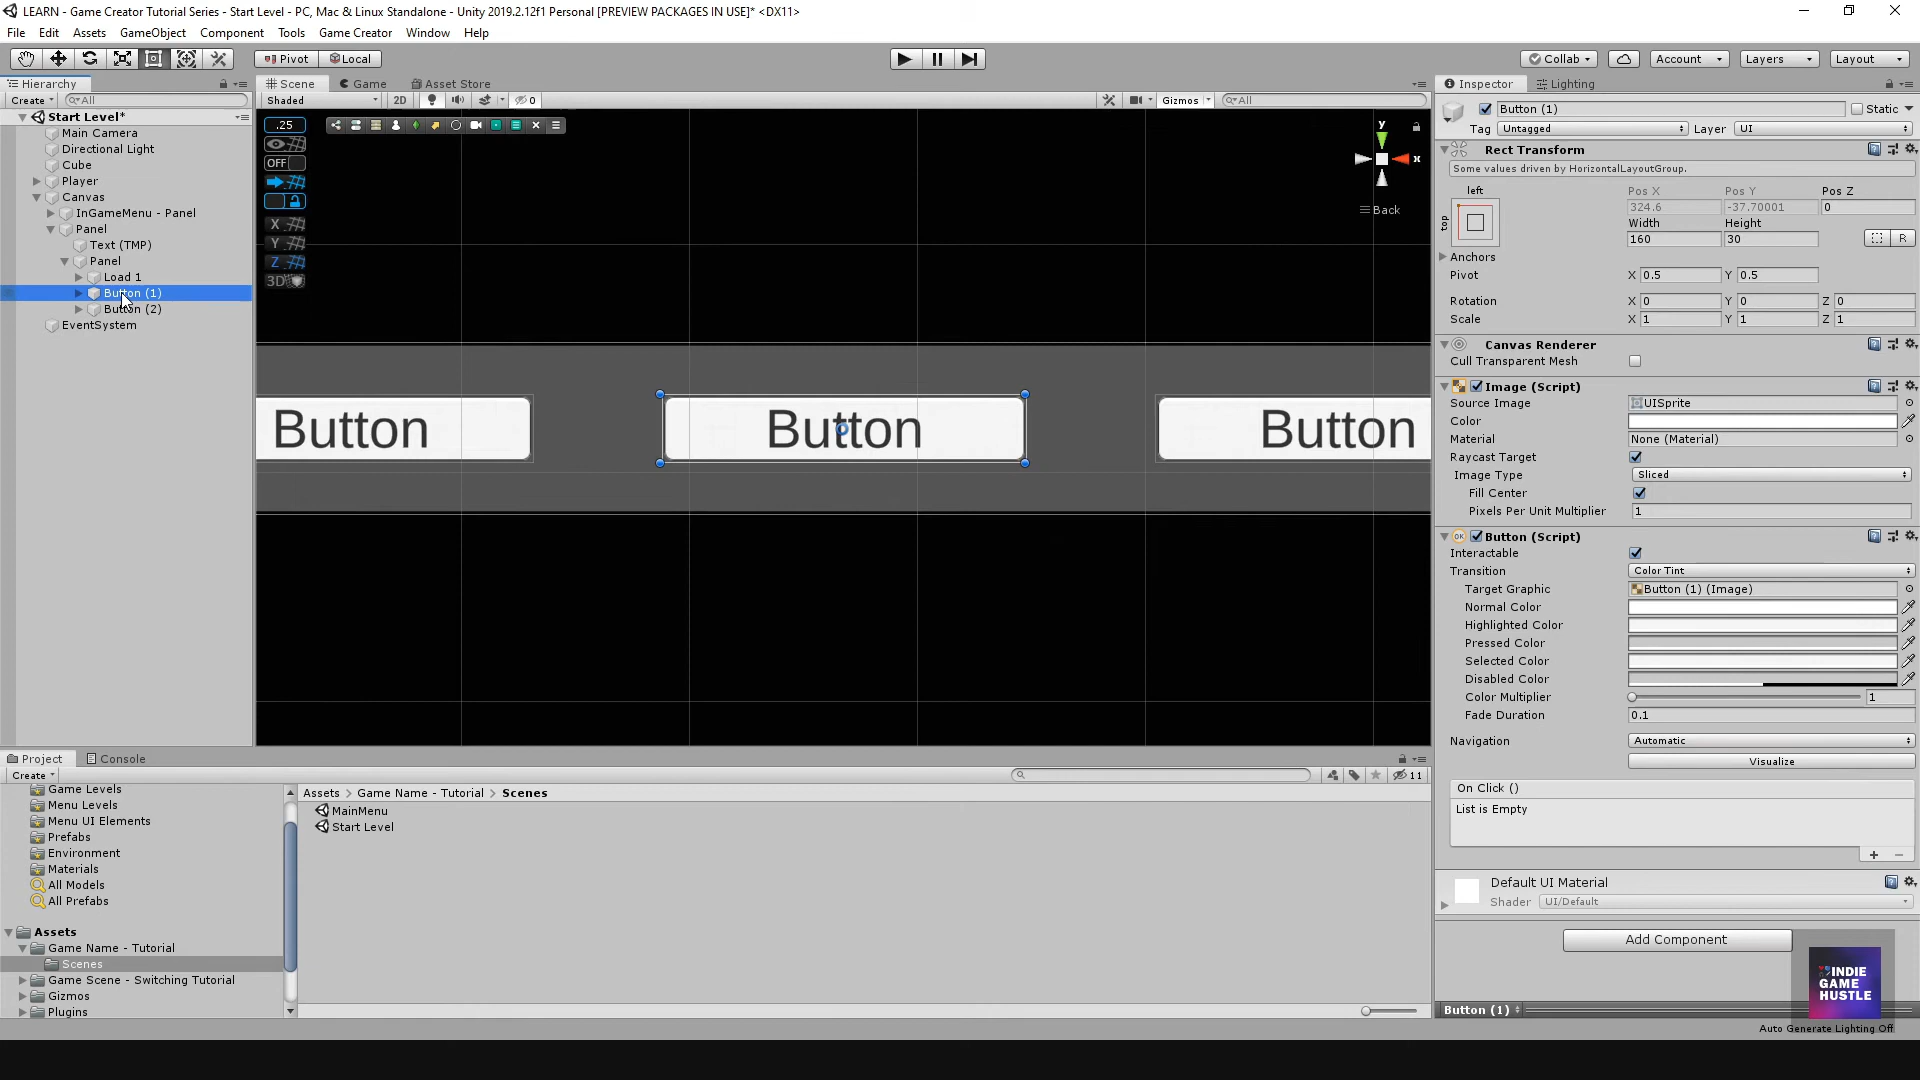 LEARN - Game Creator Tutorial Series - Start Level - PC, Mac & Linux Standalone - Unity 2019.2.12f1 Personal [PREVIEW PACKAGES IN USE]* <DX11>
File Edit Assets GameObject Component Tools Game Creator Window Help
Pivot Local Collab Account Layers Layout
Hierarchy
Create All
Start Level*
Main Camera
Directional Light
Cube
Player
Canvas
InGameMenu - Panel
Panel
Text (TMP)
Panel
Load 1
Button (1)
Button (2)
EventSystem
Scene Game Asset Store
Shaded 2D 0 Gizmos All
.25
OFF
X
Y
Z
3D
y
x
Back
Button Button Button
Inspector Lighting
Button (1) Static
Tag Untagged Layer UI
Rect Transform
Some values driven by HorizontalLayoutGroup.
left Pos X Pos Y Pos Z
top 324.6 -37.70001 0
Width Height
160 30 R
Anchors
Pivot X 0.5 Y 0.5
Rotation X 0 Y 0 Z 0
Scale X 1 Y 1 Z 1
Canvas Renderer
Cull Transparent Mesh
Image (Script)
Source Image UISprite
Color
Material None (Material)
Raycast Target
Image Type Sliced
Fill Center
Pixels Per Unit Multiplier 1
OK Button (Script)
Interactable
Transition Color Tint
Target Graphic Button (1) (Image)
Normal Color
Highlighted Color
Pressed Color
Selected Color
Disabled Color
Color Multiplier 1
Fade Duration 0.1
Navigation Automatic
Visualize
On Click ()
List is Empty
Default UI Material
Shader UI/Default
Add Component
INDIE
GAME
HUSTLE
Button (1)
Auto Generate Lighting Off
Project Console
Create 11
Game Levels
Menu Levels
Menu UI Elements
Prefabs
Environment
Materials
All Models
All Prefabs
Assets
Game Name - Tutorial
Scenes
Game Scene - Switching Tutorial
Gizmos
Plugins
Assets > Game Name - Tutorial > Scenes
MainMenu
Start Level